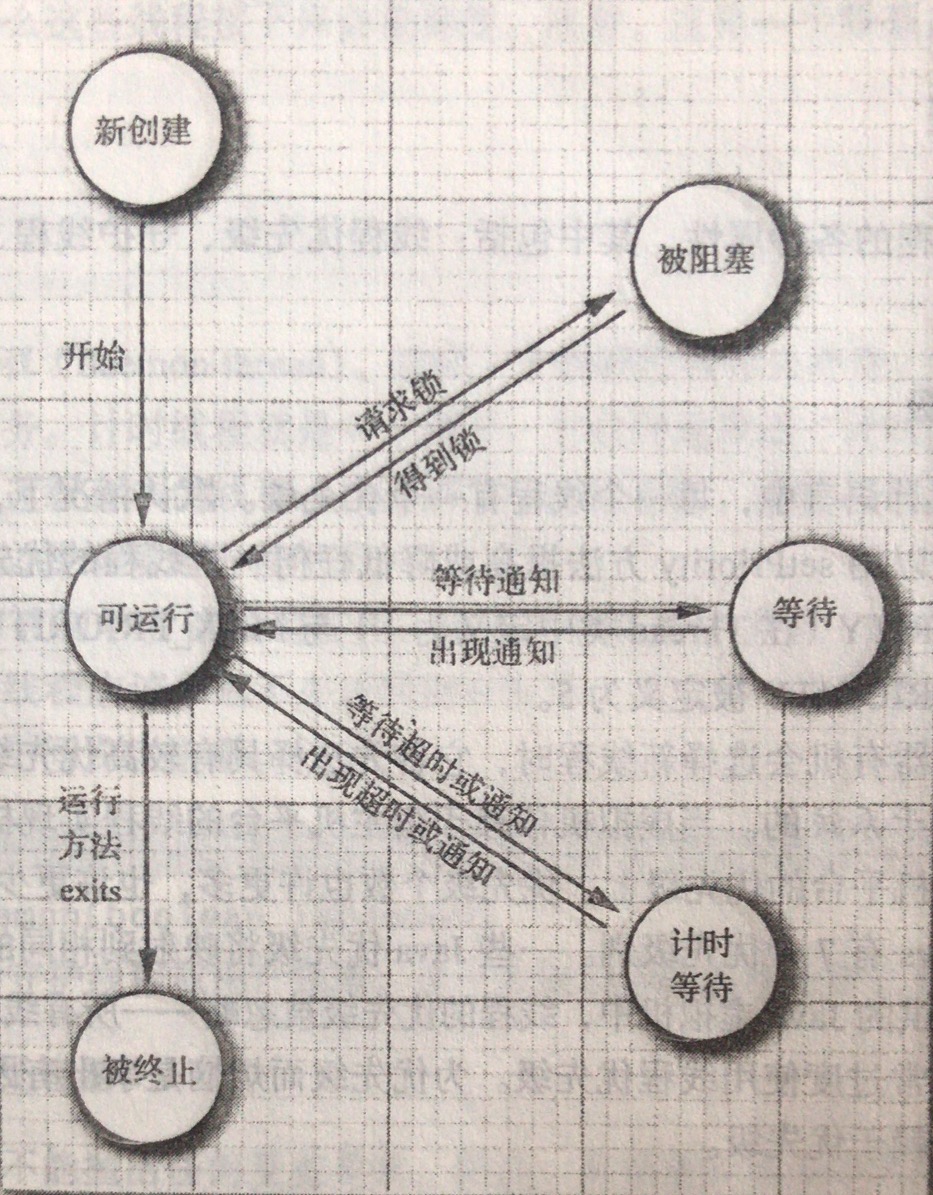 新创建
被阻塞
开始
请求锁
得到锁
等待通知
可运行
等待
出现通知
等待超时或通知
出现超时或通知
运行
方法
exits
计时
等待
被终止